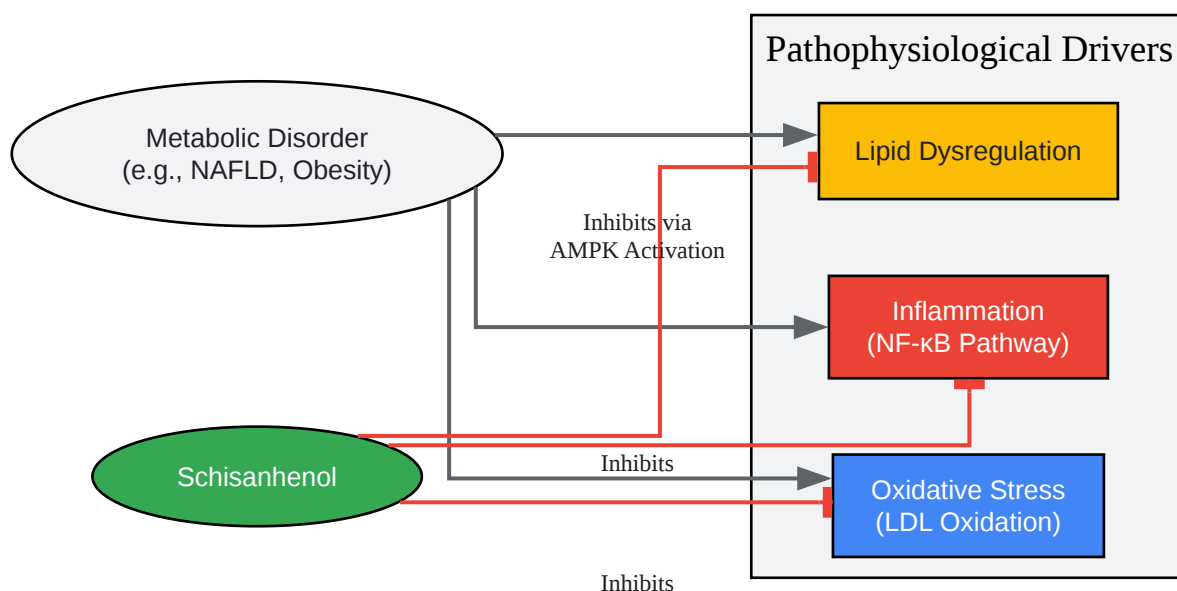 Pathophysiological Drivers
Metabolic Disorder
(e.g., NAFLD, Obesity)
Lipid Dysregulation
Inhibits via
AMPK Activation
Inflammation
(NF-κB Pathway)
Schisanhenol
Inhibits
Oxidative Stress
(LDL Oxidation)
Inhibits